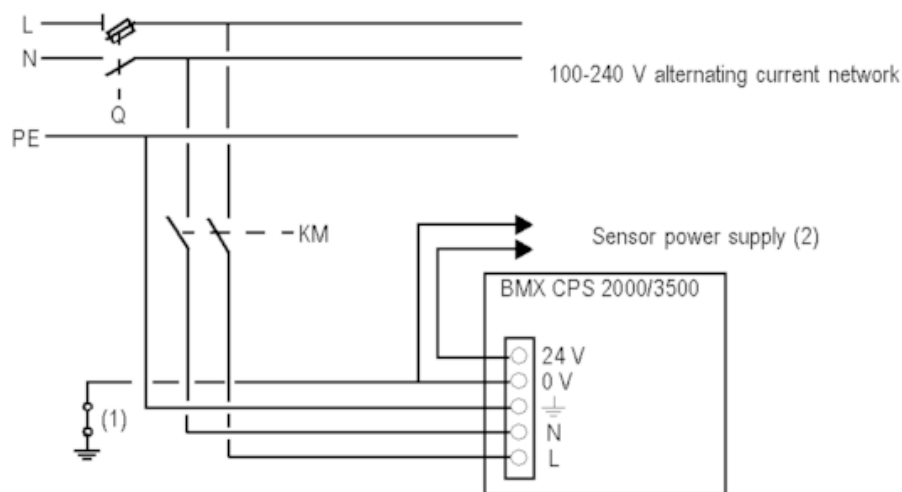 L
N
100-240 V alternating current network
Q
PE
KM
Sensor power supply (2)
BMX CPS 2000/3500
24 V
0 V
(1)
N
L